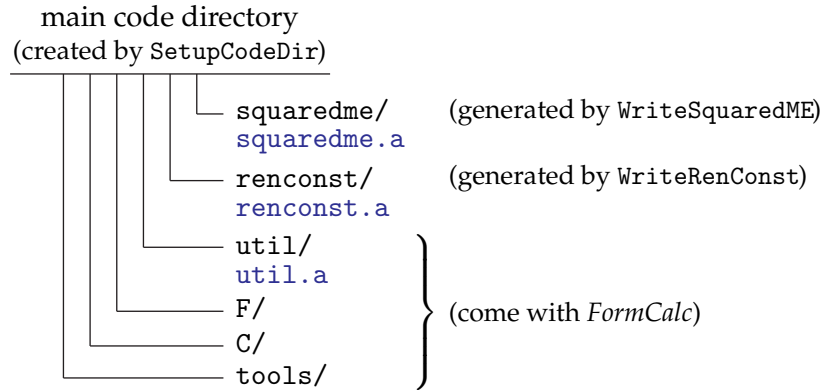 main code directory
(created by SetupCodeDir)
squaredme/ (generated by WriteSquaredME)
squaredme.a
renconst/ (generated by WriteRenConst)
renconst.a
util/
util.a
F/ (come with FormCalc)
C/
tools/